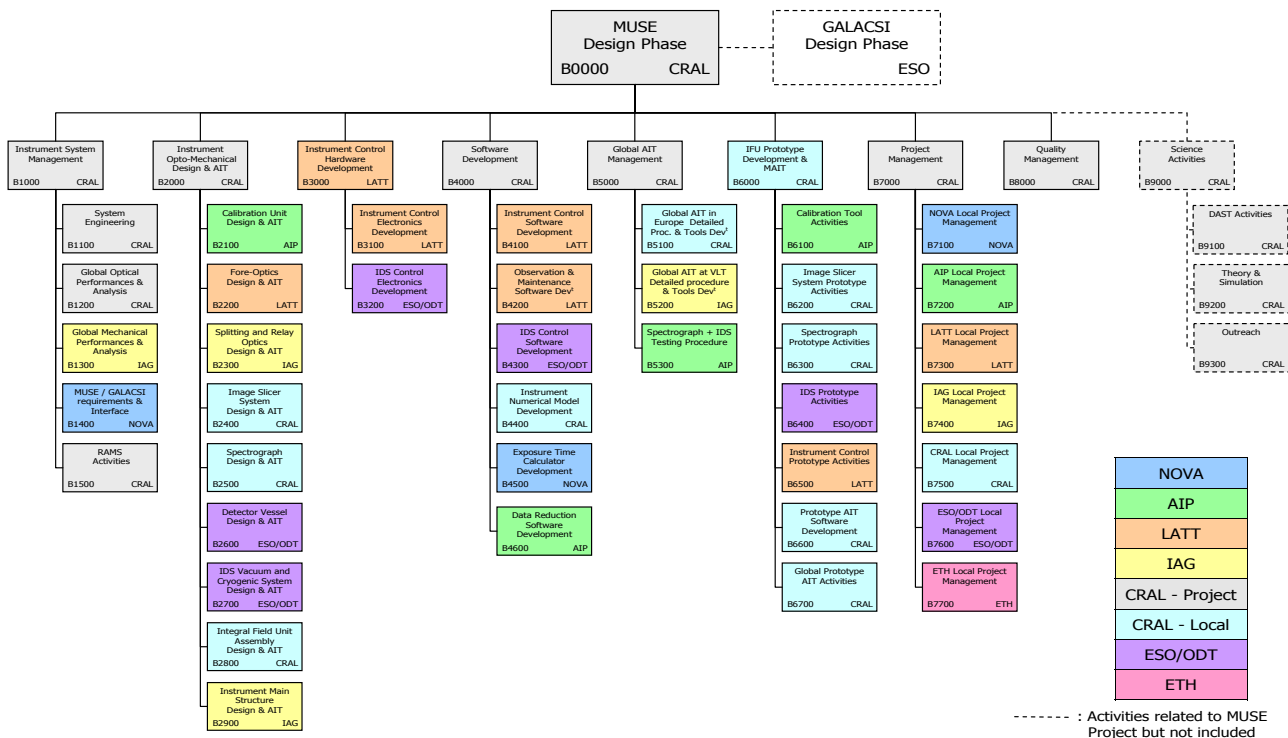 MUSE
Design Phase
B0000 CRAL
GALACSI
Design Phase
ESO
Instrument System
Management
B1000 CRAL
Instrument
Opto-Mechanical
Design & AIT
B2000 CRAL
Instrument Control
Hardware
Development
B3000 LATT
Software
Development
B4000 CRAL
Global AIT
Management
B5000 CRAL
IFU Prototype
Development &
MAIT
B6000 CRAL
Project
Management
B7000 CRAL
Quality
Management
B8000 CRAL
Science
Activities
B9000 CRAL
System
Engineering
B1100 CRAL
Global Optical
Performances &
Analysis
B1200 CRAL
Global Mechanical
Performances &
Analysis
B1300 IAG
MUSE / GALACSI
requirements &
Interface
B1400 NOVA
RAMS
Activities
B1500 CRAL
Calibration Unit
Design & AIT
B2100 AIP
Fore-Optics
Design & AIT
B2200 LATT
Splitting and Relay
Optics
Design & AIT
B2300 IAG
Image Slicer
System
Design & AIT
B2400 CRAL
Spectrograph
Design & AIT
B2500 CRAL
Detector Vessel
Design & AIT
B2600 ESO/ODT
IDS Vacuum and
Cryogenic System
Design & AIT
B2700 ESO/ODT
Integral Field Unit
Assembly
Design & AIT
B2800 CRAL
Instrument Main
Structure
Design & AIT
B2900 IAG
Instrument Control
Electronics
Development
B3100 LATT
IDS Control
Electronics
Development
B3200 ESO/ODT
Instrument Control
Software
Development
B4100 LATT
Observation &
Maintenance
Software Devᵗ
B4200 LATT
IDS Control
Software
Development
B4300 ESO/ODT
Instrument
Numerical Model
Development
B4400 CRAL
Exposure Time
Calculator
Development
B4500 NOVA
Data Reduction
Software
Development
B4600 AIP
Global AIT in
Europe Detailed
Proc. & Tools Devᵗ
B5100 CRAL
Global AIT at VLT
Detailed procedure
& Tools Devᵗ
B5200 IAG
Spectrograph + IDS
Testing Procedure
B5300 AIP
Calibration Tool
Activities
B6100 AIP
Image Slicer
System Prototype
Activities
B6200 CRAL
Spectrograph
Prototype Activities
B6300 CRAL
IDS Prototype
Activities
B6400 ESO/ODT
Instrument Control
Prototype Activities
B6500 LATT
Prototype AIT
Software
Development
B6600 CRAL
Global Prototype
AIT Activities
B6700 CRAL
NOVA Local Project
Management
B7100 NOVA
AIP Local Project
Management
B7200 AIP
LATT Local Project
Management
B7300 LATT
IAG Local Project
Management
B7400 IAG
CRAL Local Project
Management
B7500 CRAL
ESO/ODT Local
Project
Management
B7600 ESO/ODT
ETH Local Project
Management
B7700 ETH
DAST Activities
B9100 CRAL
Theory &
Simulation
B9200 CRAL
Outreach
B9300 CRAL
NOVA
AIP
LATT
IAG
CRAL - Project
CRAL - Local
ESO/ODT
ETH
: Activities related to MUSE
Project but not included